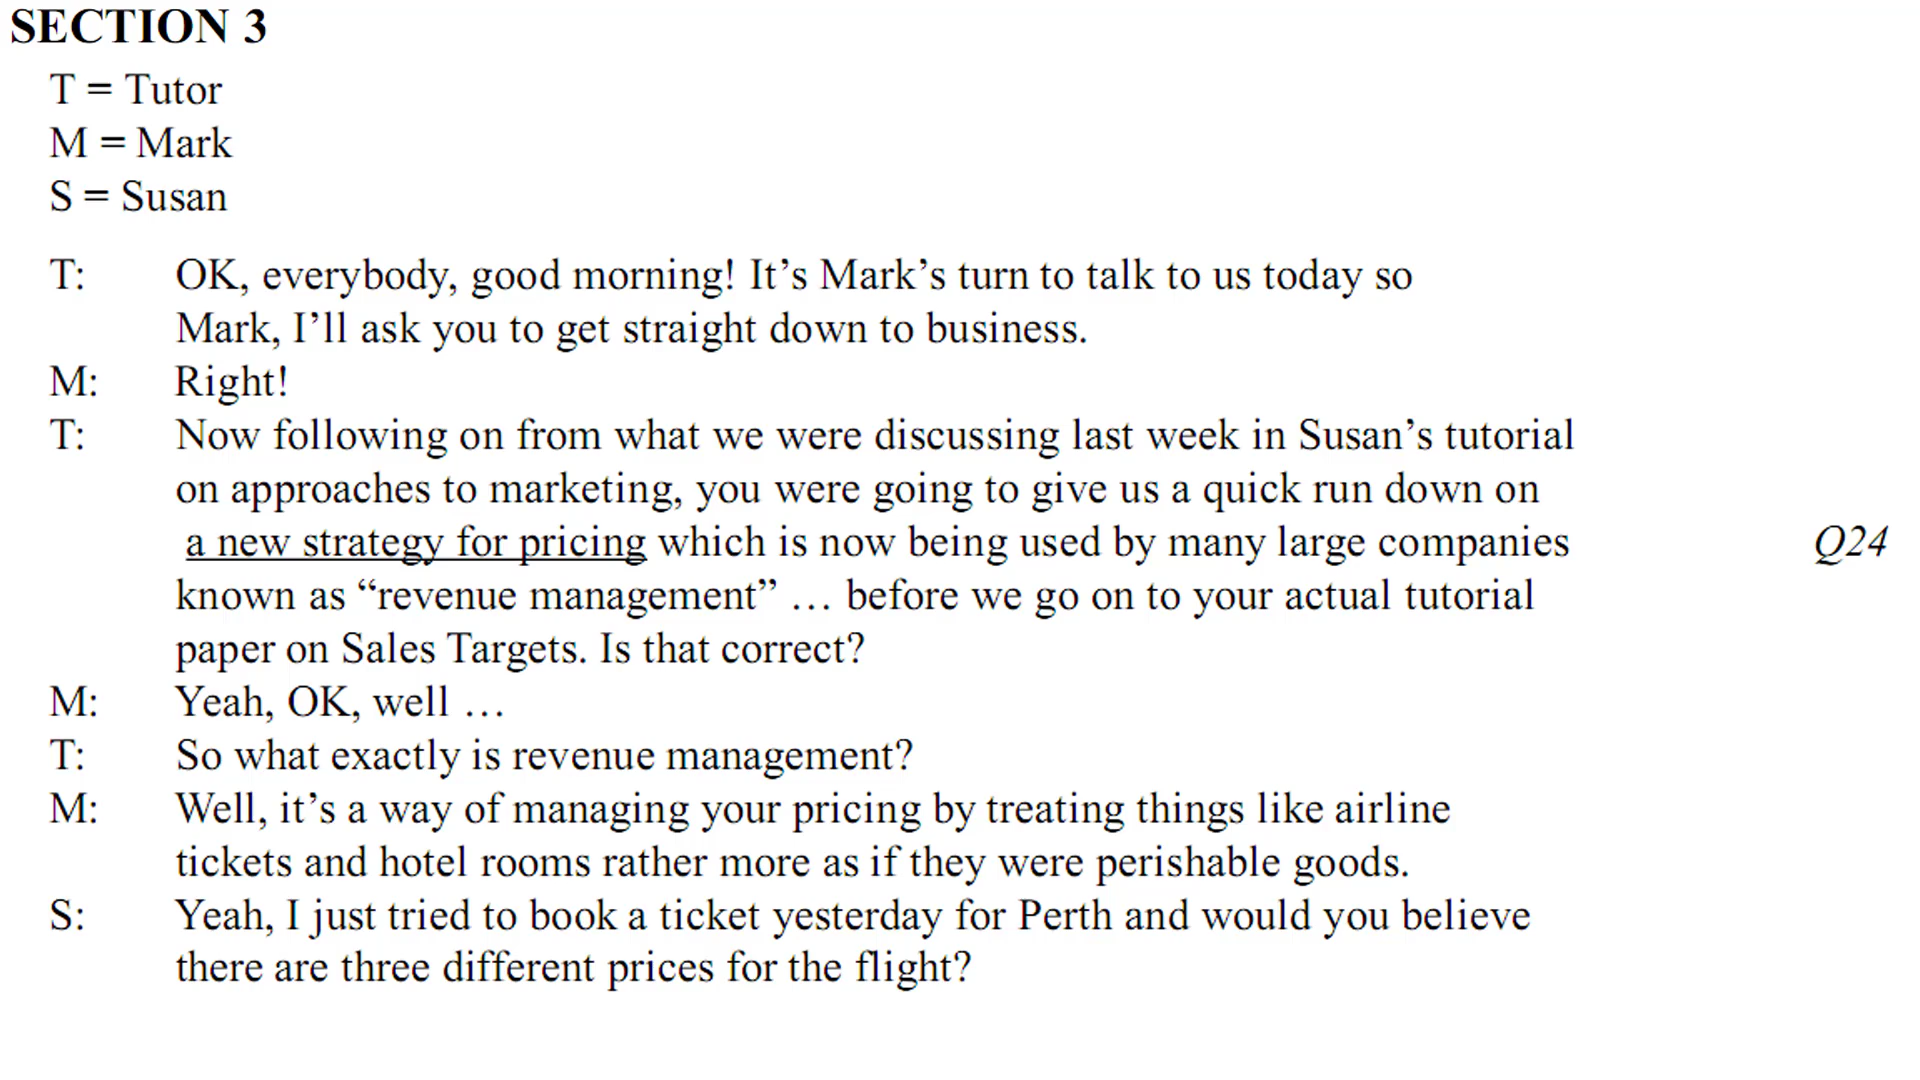 SECTION 3
T = Tutor
M = Mark
S = Susan
T: OK, everybody, good morning! It’s Mark’s turn to talk to us today so
Mark, I’ll ask you to get straight down to business.
M: Right!
T: Now following on from what we were discussing last week in Susan’s tutorial
on approaches to marketing, you were going to give us a quick run down on
a new strategy for pricing which is now being used by many large companies Q24
known as “revenue management” … before we go on to your actual tutorial
paper on Sales Targets. Is that correct?
M: Yeah, OK, well …
T: So what exactly is revenue management?
M: Well, it’s a way of managing your pricing by treating things like airline
tickets and hotel rooms rather more as if they were perishable goods.
S: Yeah, I just tried to book a ticket yesterday for Perth and would you believe
there are three different prices for the flight?